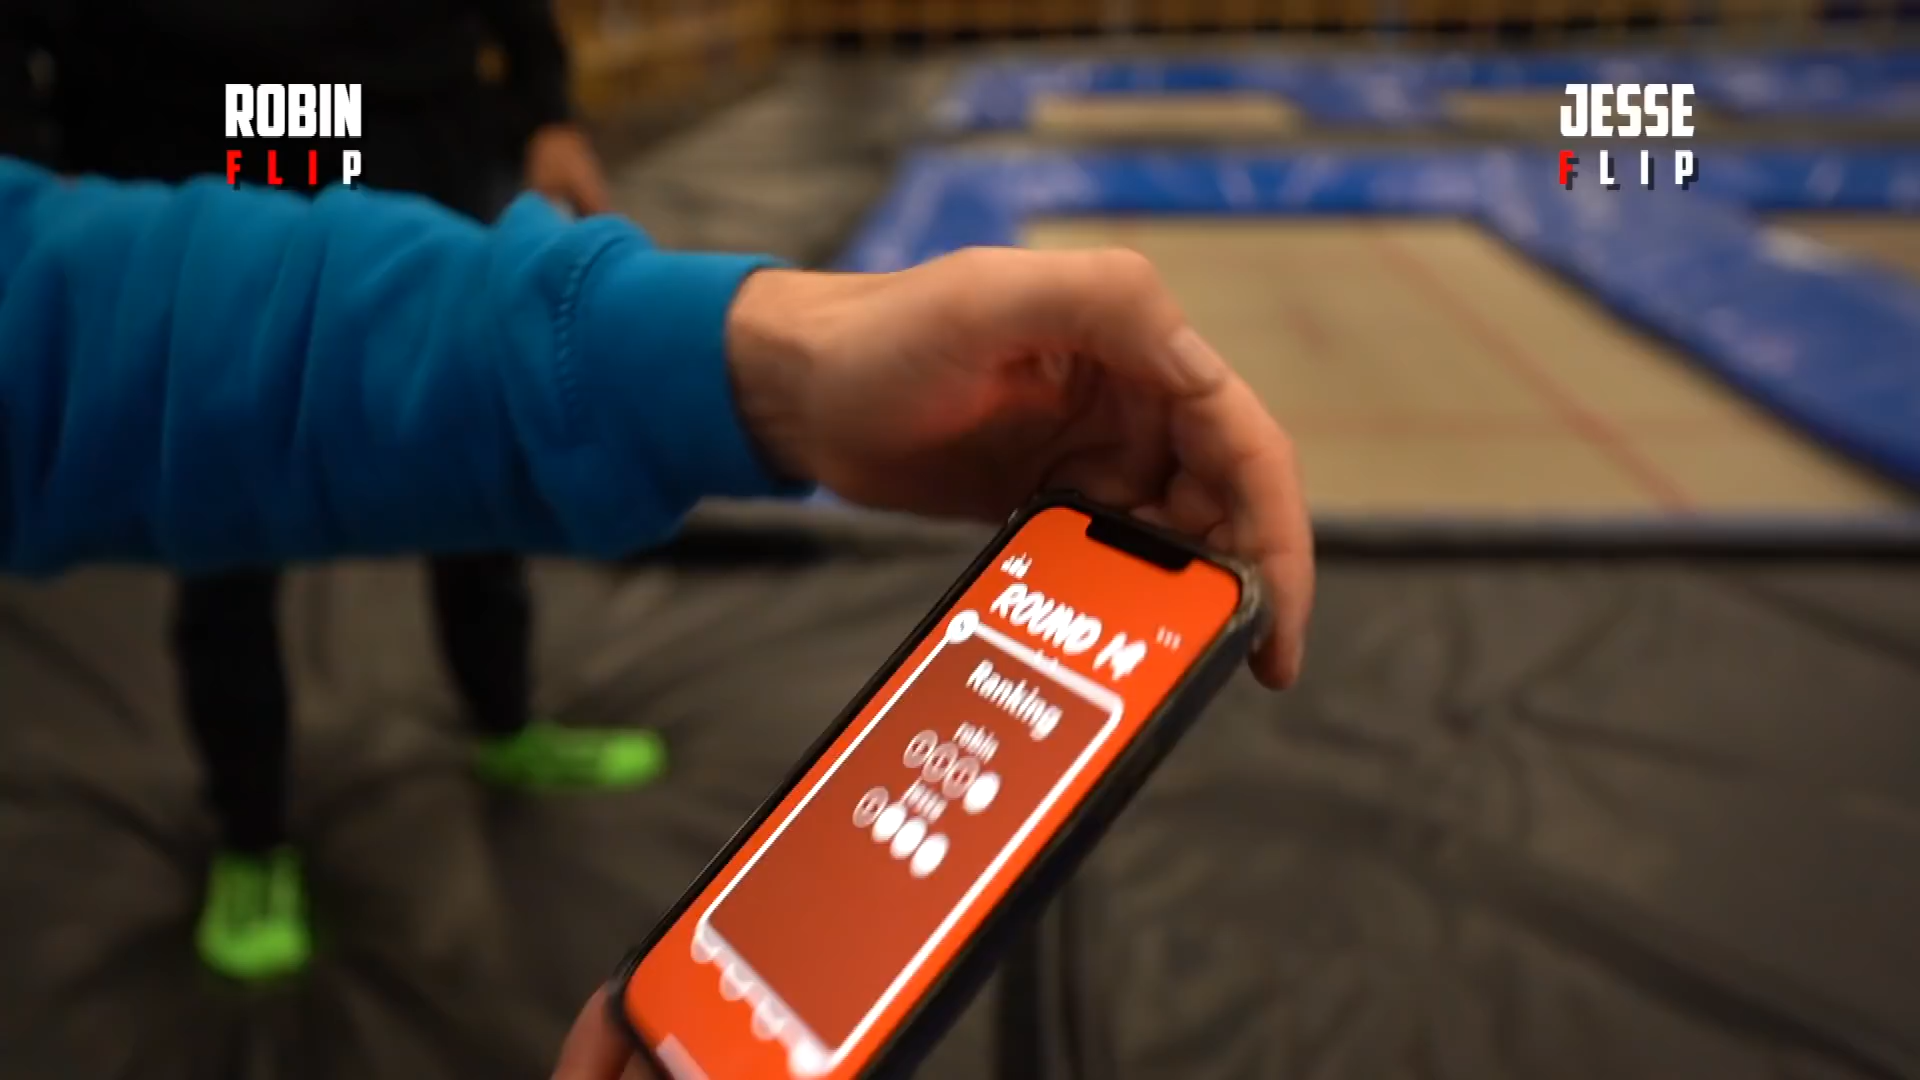 ROBIN
FLIP
JESSE
FLIP
ROUND 14
Ranking
robin